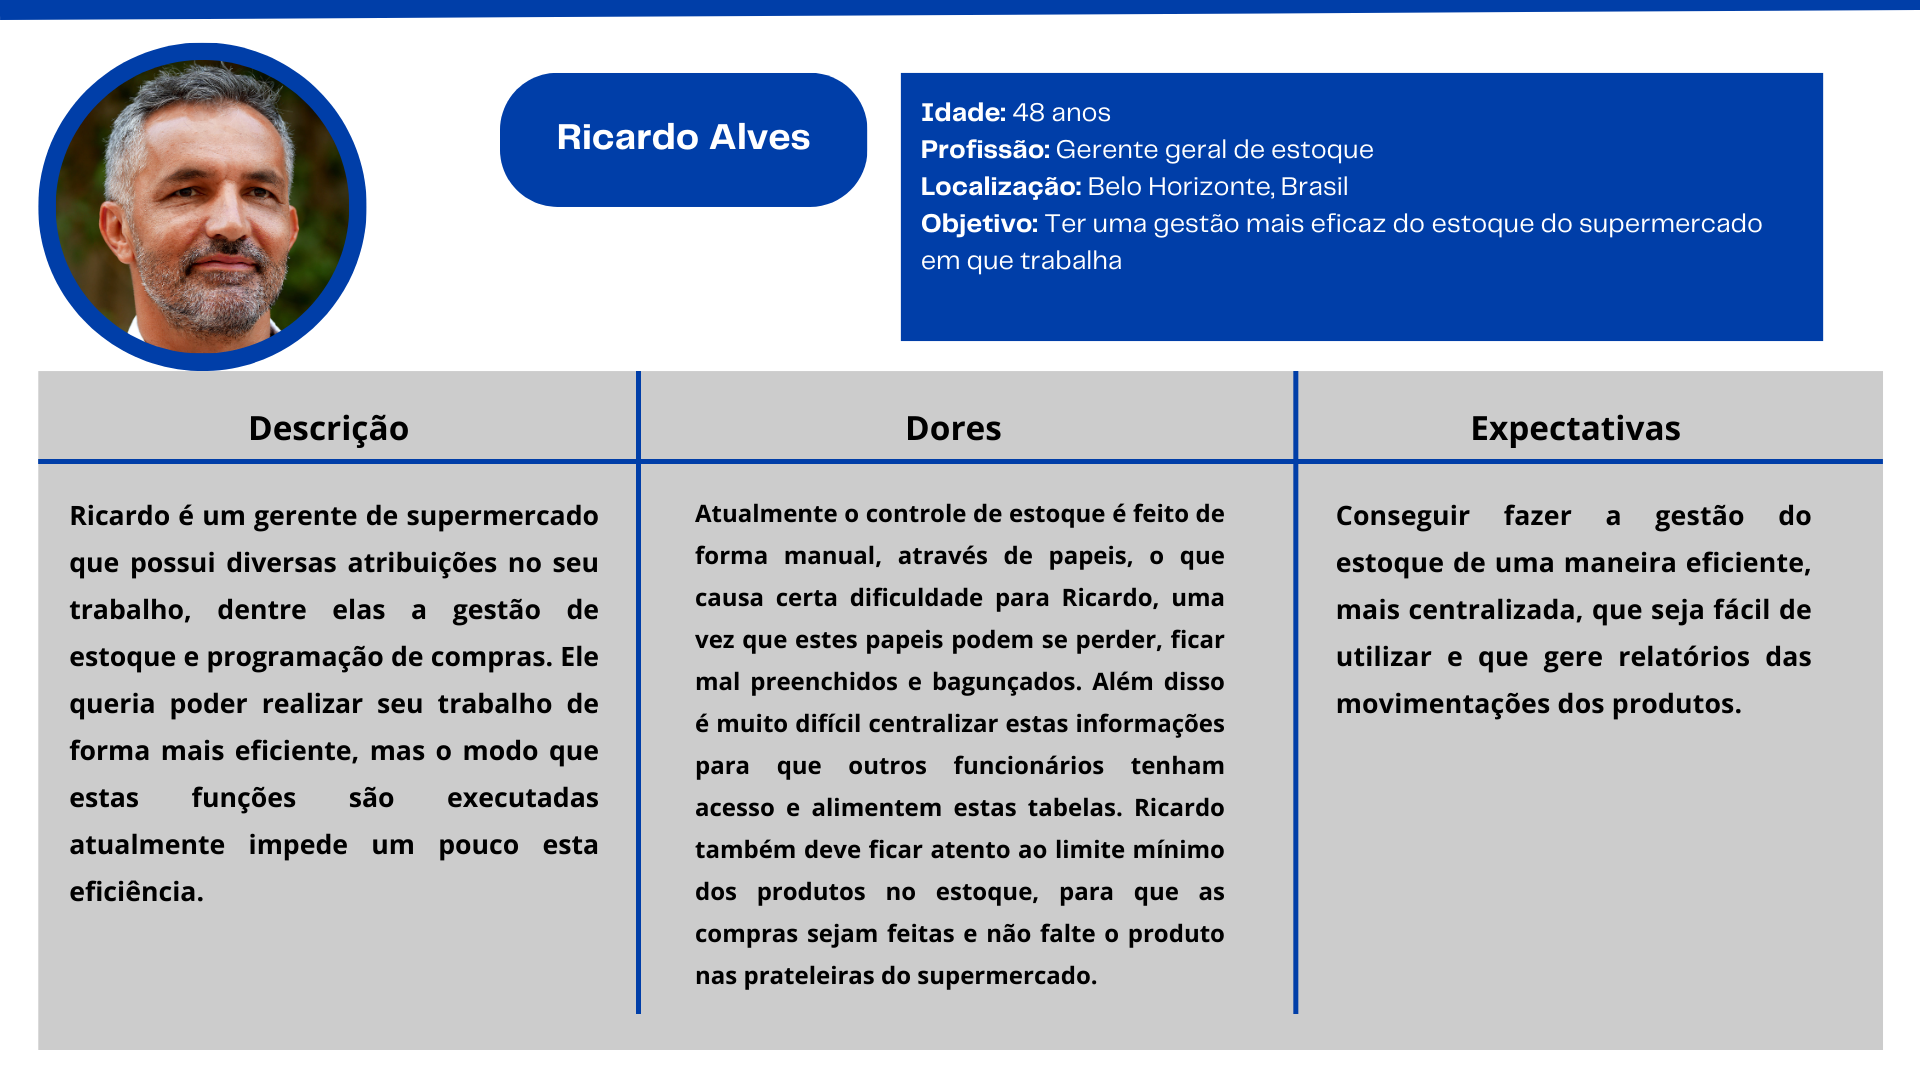 Ricardo Alves
Idade: 48 anos
Profissão: Gerente geral de estoque
Localização: Belo Horizonte, Brasil
Objetivo: Ter uma gestão mais eficaz do estoque do supermercado
em que trabalha
Descrição
Ricardo é um gerente de supermercado
que possui diversas atribuições no seu
trabalho, dentre elas a gestão de
estoque e programação de compras. Ele
queria poder realizar seu trabalho de
forma mais eficiente, mas o modo que
estas funções são executadas
atualmente impede um pouco esta
eficiência.
Dores
Atualmente o controle de estoque é feito de
forma manual, através de papeis, o que
causa certa dificuldade para Ricardo, uma
vez que estes papeis podem se perder, ficar
mal preenchidos e bagunçados. Além disso
é muito difícil centralizar estas informações
para que outros funcionários tenham
acesso e alimentem estas tabelas. Ricardo
também deve ficar atento ao limite mínimo
dos produtos no estoque, para que as
compras sejam feitas e não falte o produto
nas prateleiras do supermercado.
Expectativas
Conseguir fazer a gestão do
estoque de uma maneira eficiente,
mais centralizada, que seja fácil de
utilizar e que gere relatórios das
movimentações dos produtos.